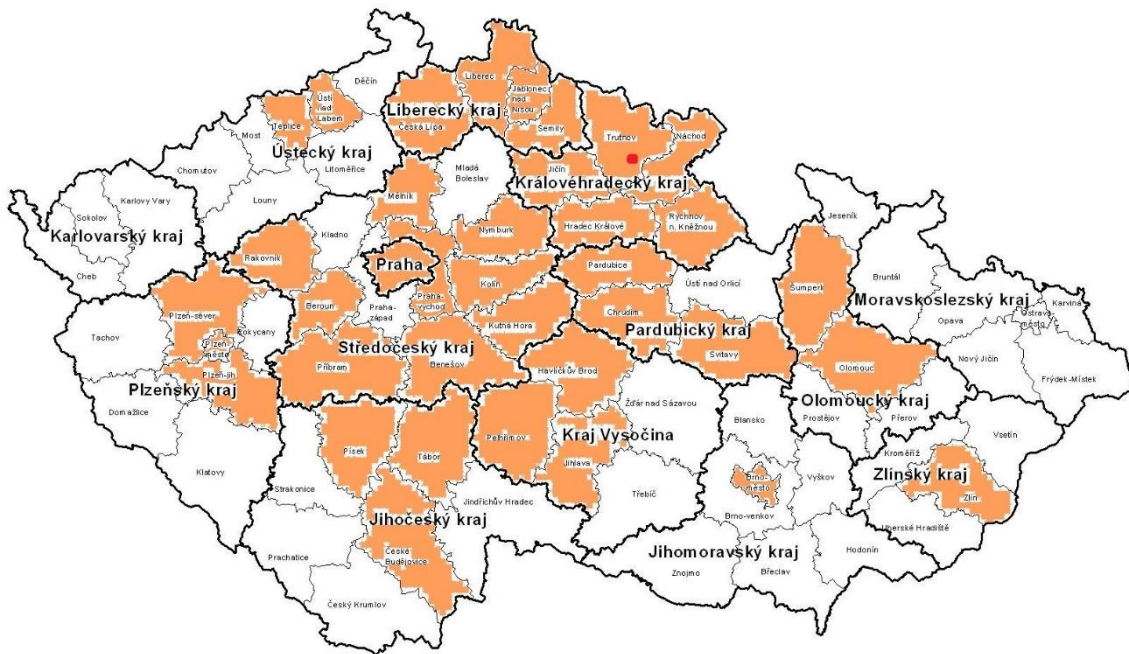 Děčín
Liberec
Ústí
nad
Labem
Jablonec
nad
Nisou
Liberecký kraj
Teplice
Česká Lípa
Semily
Trutnov
Náchod
Most
Ústecký kraj
Litoměřice
Chomutov
Mladá
Boleslav
Jičín
Královéhradecký kraj
Mělník
Karlovy Vary
Louny
Sokolov
Karlovarský kraj
Kladno
Nymburk
Hradec Králové
Rychnov
n. Kněžnou
Jeseník
Cheb
Rakovník
Praha
Kolín
Pardubice
Ústí nad Orlicí
Šumperk
Bruntál
Beroun
Praha-
západ
Praha-
východ
Moravskoslezský kraj
Karviná
Ostrava-
město
Opava
Plzeň-sever
Rokycany
Kutná Hora
Chrudim
Pardubický kraj
Tachov
Plzeň-
město
Středočeský kraj
Příbram
Benešov
Svitavy
Nový Jičín
Olomouc
Frýdek-Místek
Plzeň-jih
Plzeňský kraj
Havlíčkův Brod
Domažlice
Žďár nad Sázavou
Olomoucký kraj
Prostějov
Přerov
Blansko
Vsetín
Písek
Tábor
Pelhřimov
Kraj Vysočina
Kroměříž
Klatovy
Jihlava
Zlínský kraj
Strakonice
Jindřichův Hradec
Třebíč
Brno-
město
Vyškov
Zlín
Jihočeský kraj
Brno-venkov
Uherské Hradiště
Prachatice
České
Budějovice
Jihomoravský kraj
Hodonín
Znojmo
Břeclav
Český Krumlov